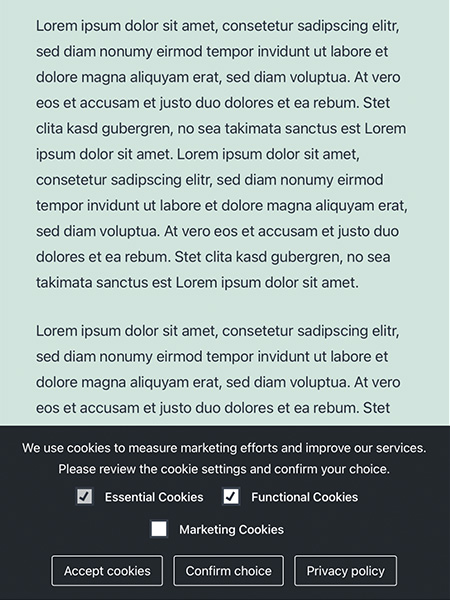 Lorem ipsum dolor sit amet, consetetur sadipscing elitr,
sed diam nonumy eirmod tempor invidunt ut labore et
dolore magna aliquyam erat, sed diam voluptua. At vero
eos et accusam et justo duo dolores et ea rebum. Stet
clita kasd gubergren, no sea takimata sanctus est Lorem
ipsum dolor sit amet. Lorem ipsum dolor sit amet,
consetetur sadipscing elitr, sed diam nonumy eirmod
tempor invidunt ut labore et dolore magna aliquyam erat,
sed diam voluptua. At vero eos et accusam et justo duo
dolores et ea rebum. Stet clita kasd gubergren, no sea
takimata sanctus est Lorem ipsum dolor sit amet.
Lorem ipsum dolor sit amet, consetetur sadipscing elitr,
sed diam nonumy eirmod tempor invidunt ut labore et
dolore magna aliquyam erat, sed diam voluptua. At vero
eos et accusam et justo duo dolores et ea rebum. Stet
We use cookies to measure marketing efforts and improve our services.
Please review the cookie settings and confirm your choice.
Essential Cookies Functional Cookies
Marketing Cookies
Accept cookies Confirm choice Privacy policy